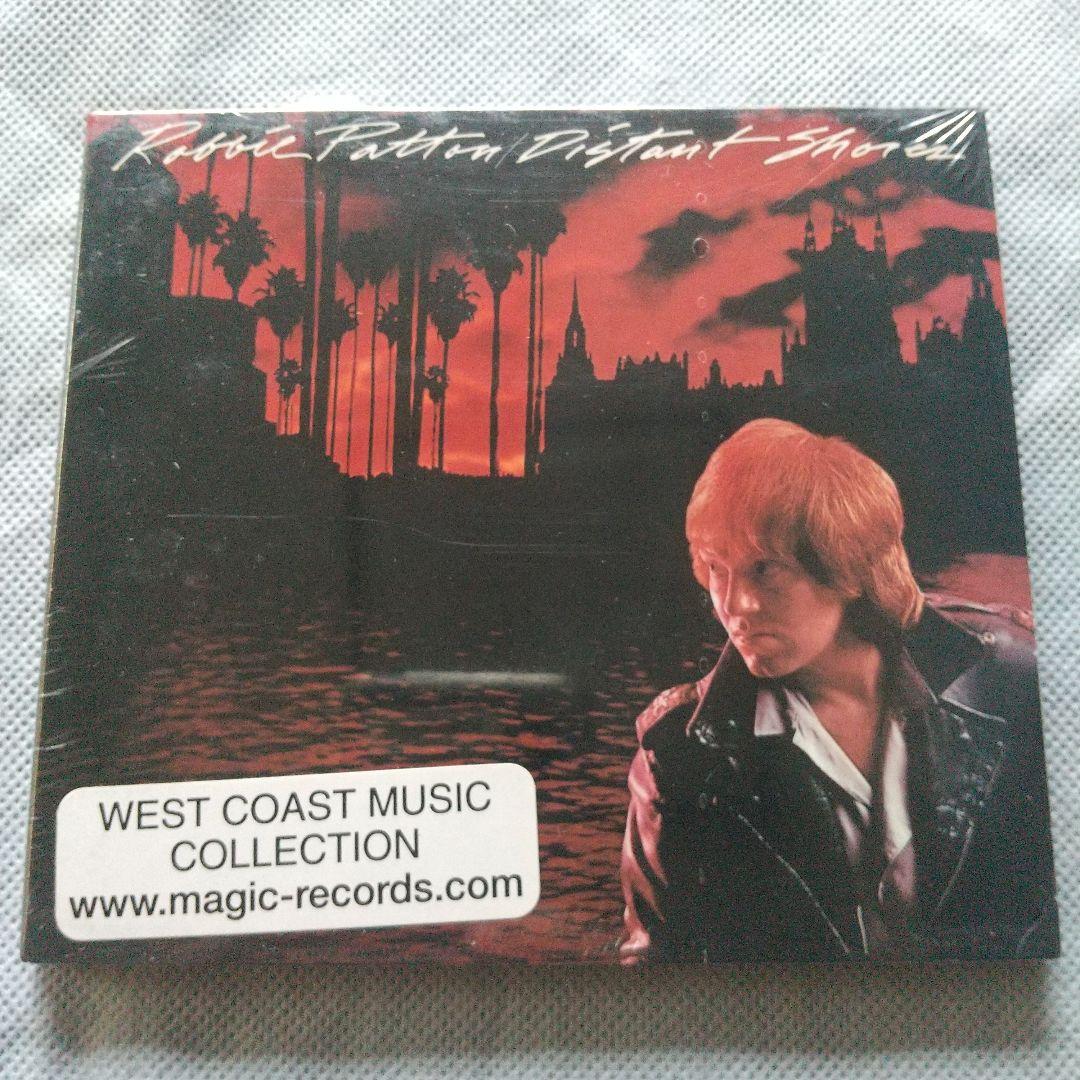 Robbie Patton / Distant Shores
WEST COAST MUSIC
COLLECTION
www.magic-records.com